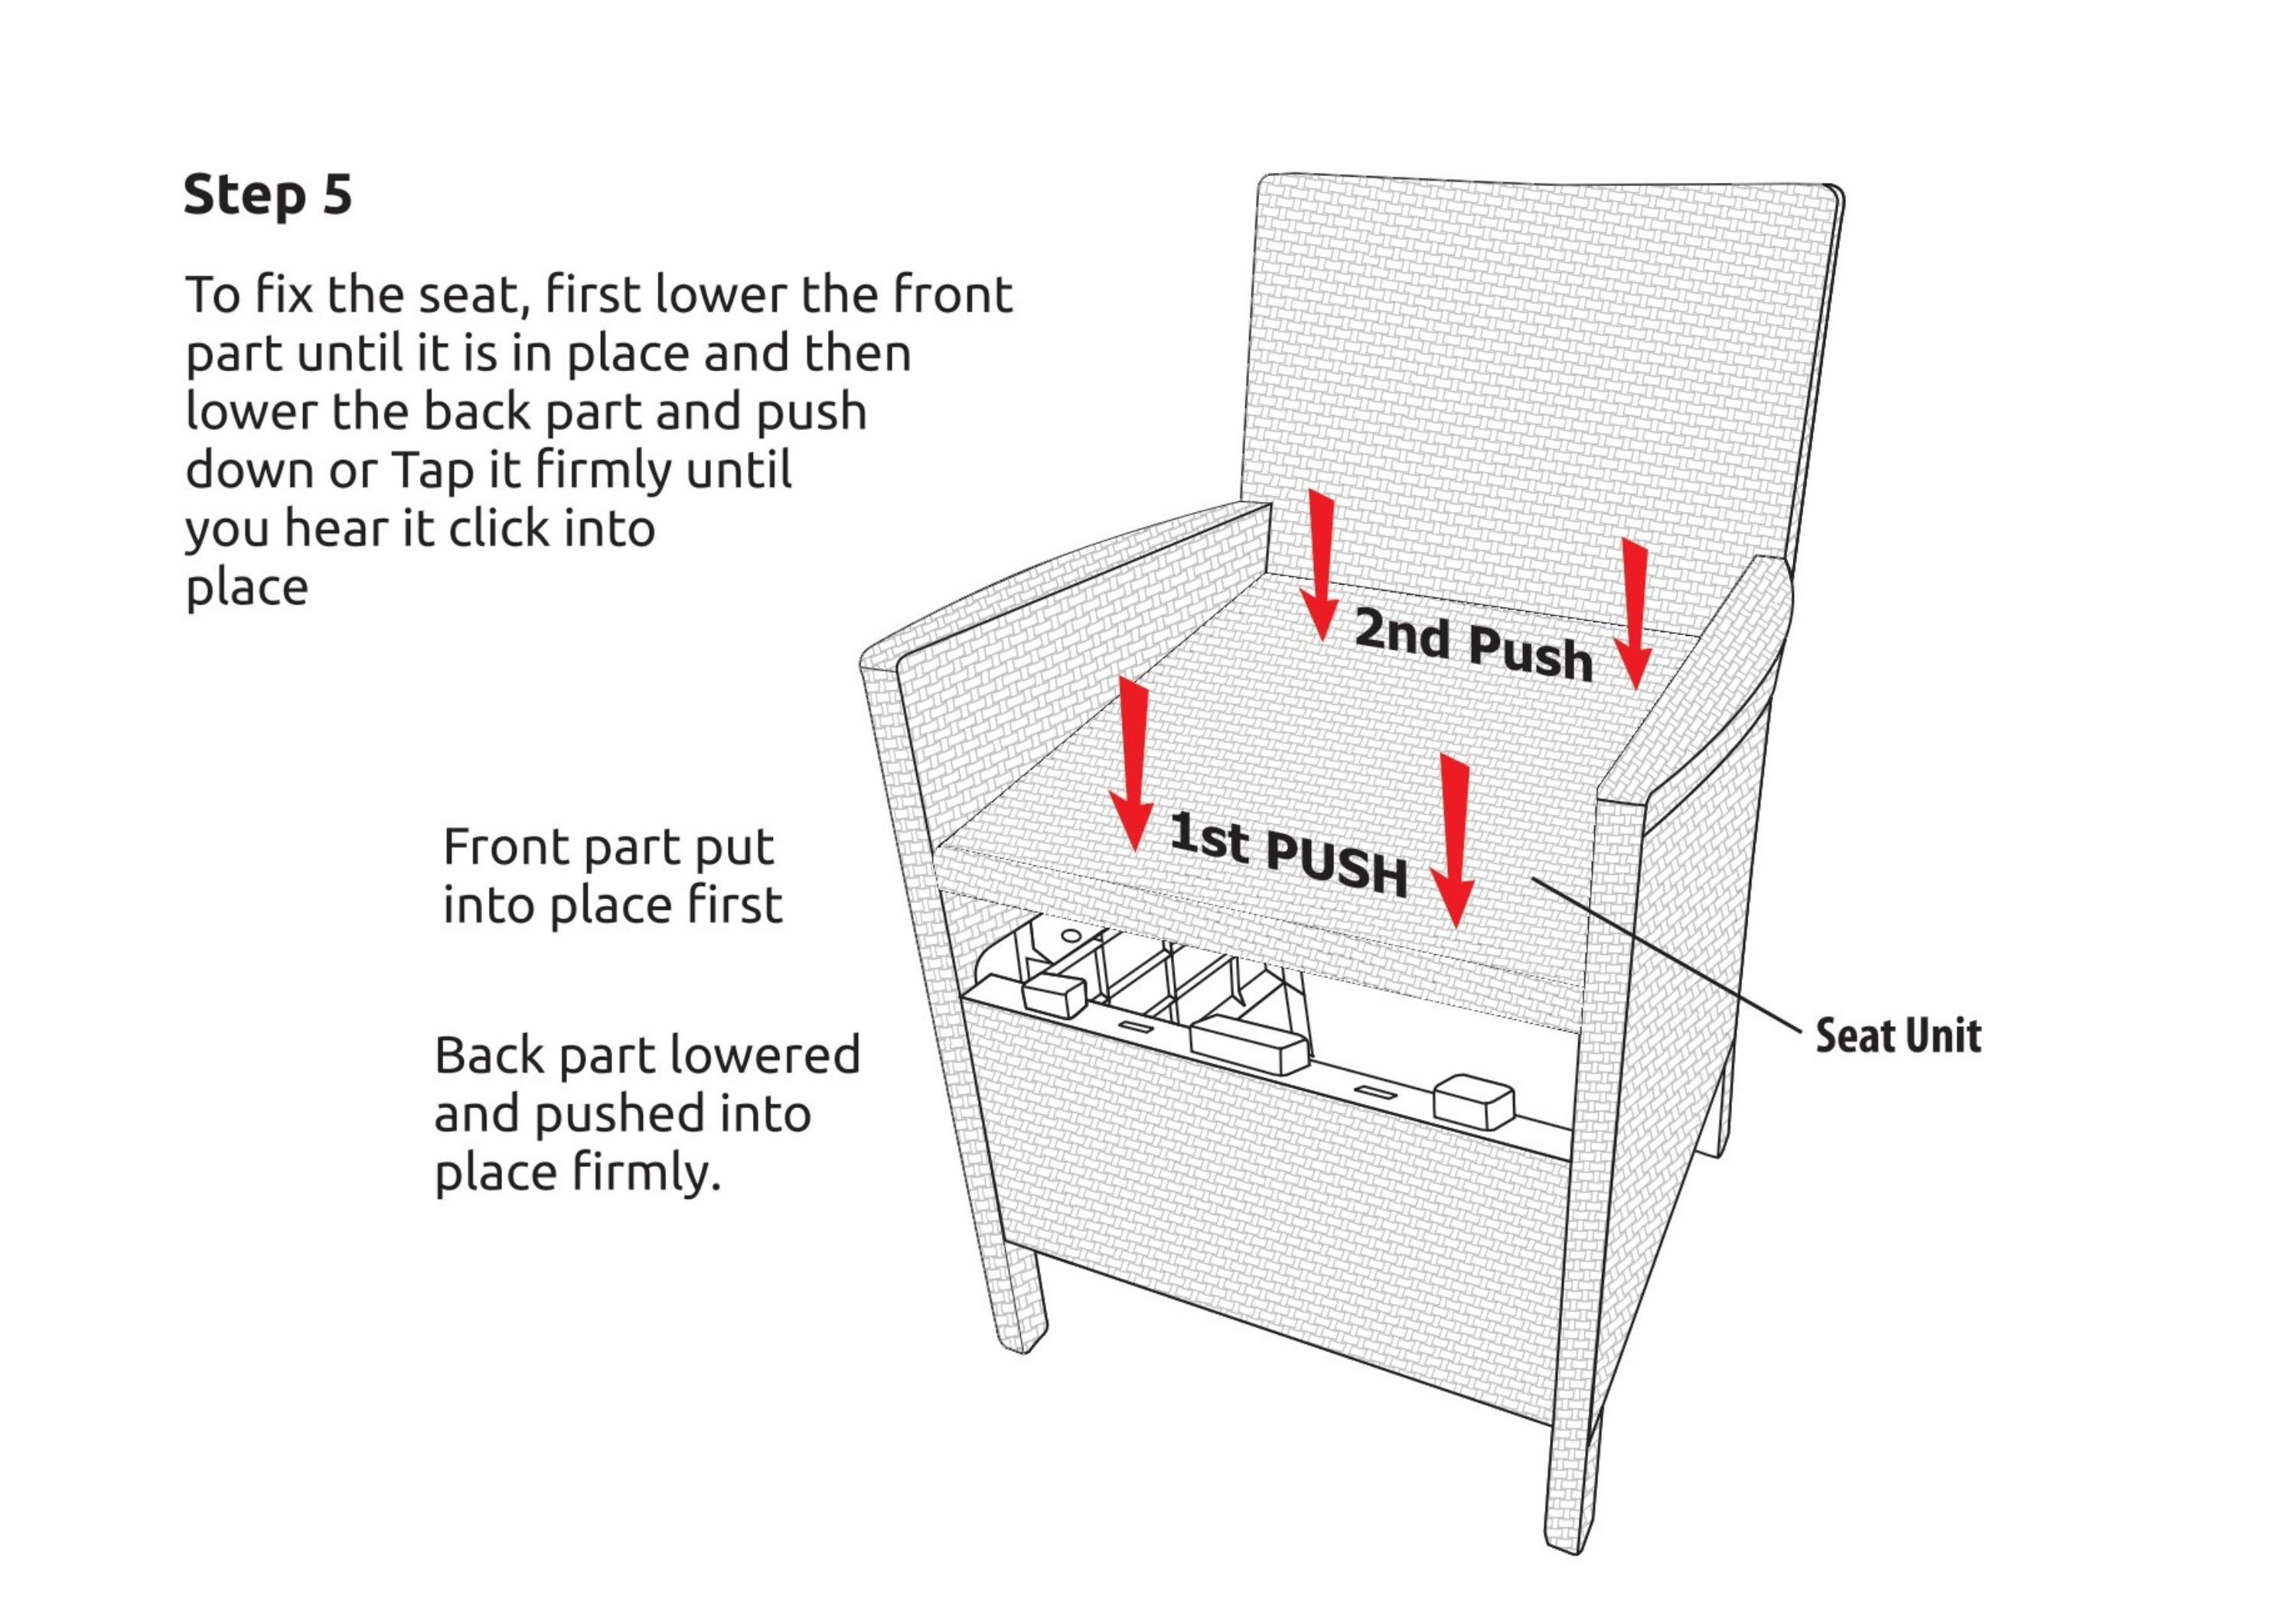 Step 5
To fix the seat, first lower the front
part until it is in place and then
lower the back part and push
down or Tap it firmly until
you hear it click into
place
2nd Push
1st PUSH
Front part put
into place first
Seat Unit
Back part lowered
and pushed into
place firmly.